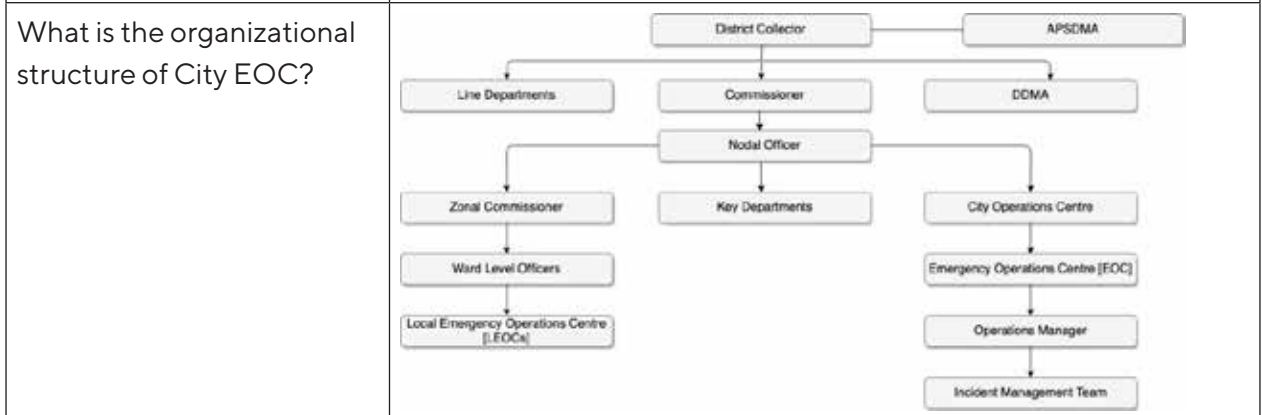 What is the organizational
structure of City EOC?
District Collector
APSDMA
Line Departments
Commissioner
DDMA
Nodal Officer
Zonal Commissioner
Key Departments
City Operations Centre
Ward Level Officers
Emergency Operations Centre [EOC]
Local Emergency Operations Centre
[LEOCs]
Operations Manager
Incident Management Team